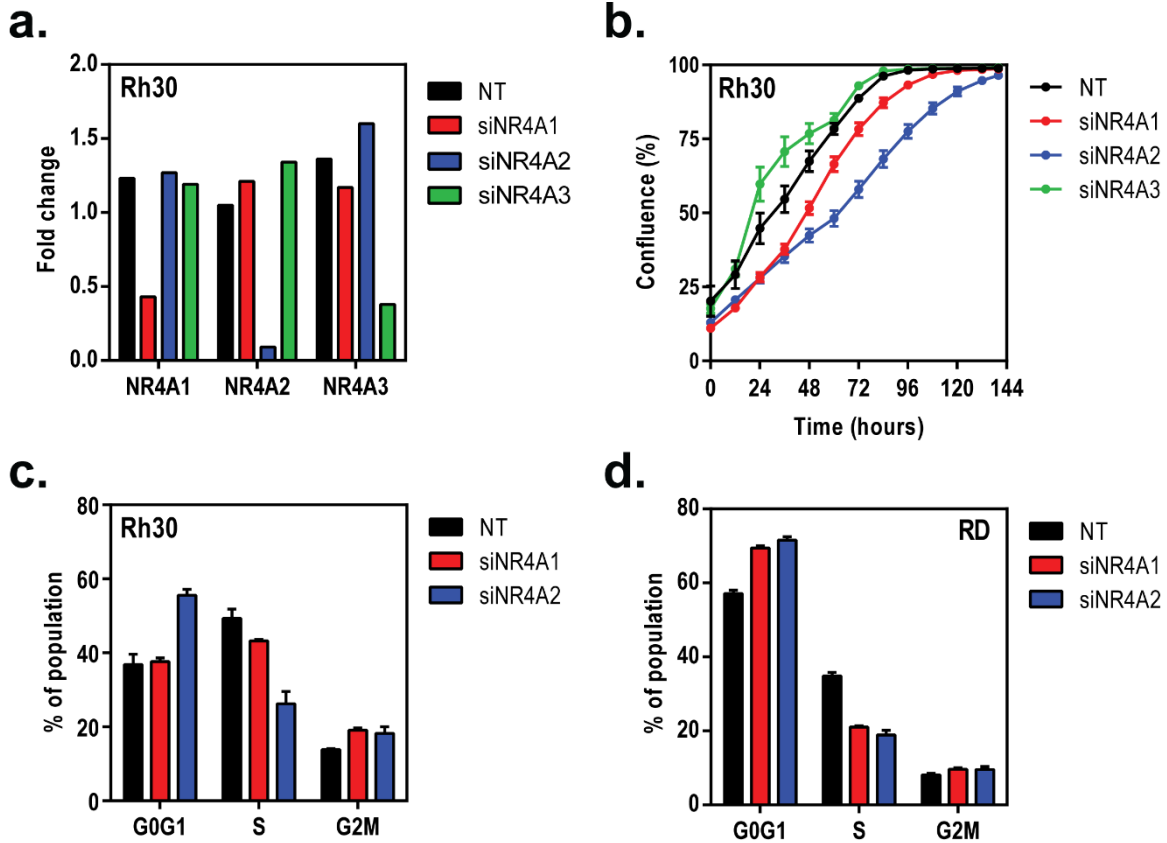 a.
Rh30
Fold change
2.0
1.5
1.0
0.5
0.0
NR4A1 NR4A2 NR4A3
NT
siNR4A1
siNR4A2
siNR4A3
b.
Rh30
Confluence (%)
100
75
50
25
0
0 24 48 72 96 120 144
Time (hours)
NT
siNR4A1
siNR4A2
siNR4A3
c.
Rh30
% of population
80
60
40
20
0
G0G1 S G2M
NT
siNR4A1
siNR4A2
d.
RD
% of population
80
60
40
20
0
G0G1 S G2M
NT
siNR4A1
siNR4A2